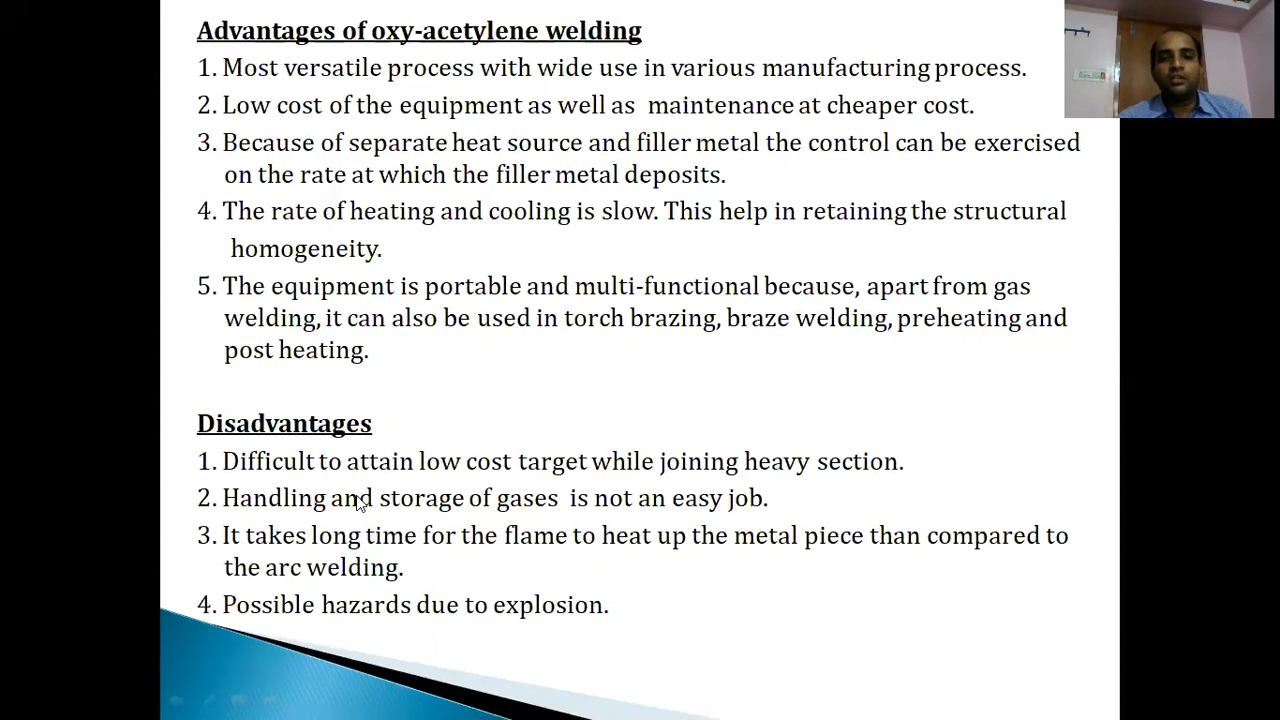 Advantages of oxy-acetylene welding
1. Most versatile process with wide use in various manufacturing process.
2. Low cost of the equipment as well as maintenance at cheaper cost.
3. Because of separate heat source and filler metal the control can be exercised
on the rate at which the filler metal deposits.
4. The rate of heating and cooling is slow. This help in retaining the structural
homogeneity.
5. The equipment is portable and multi-functional because, apart from gas
welding, it can also be used in torch brazing, braze welding, preheating and
post heating.
Disadvantages
1. Difficult to attain low cost target while joining heavy section.
2. Handling and storage of gases is not an easy job.
3. It takes long time for the flame to heat up the metal piece than compared to
the arc welding.
4. Possible hazards due to explosion.